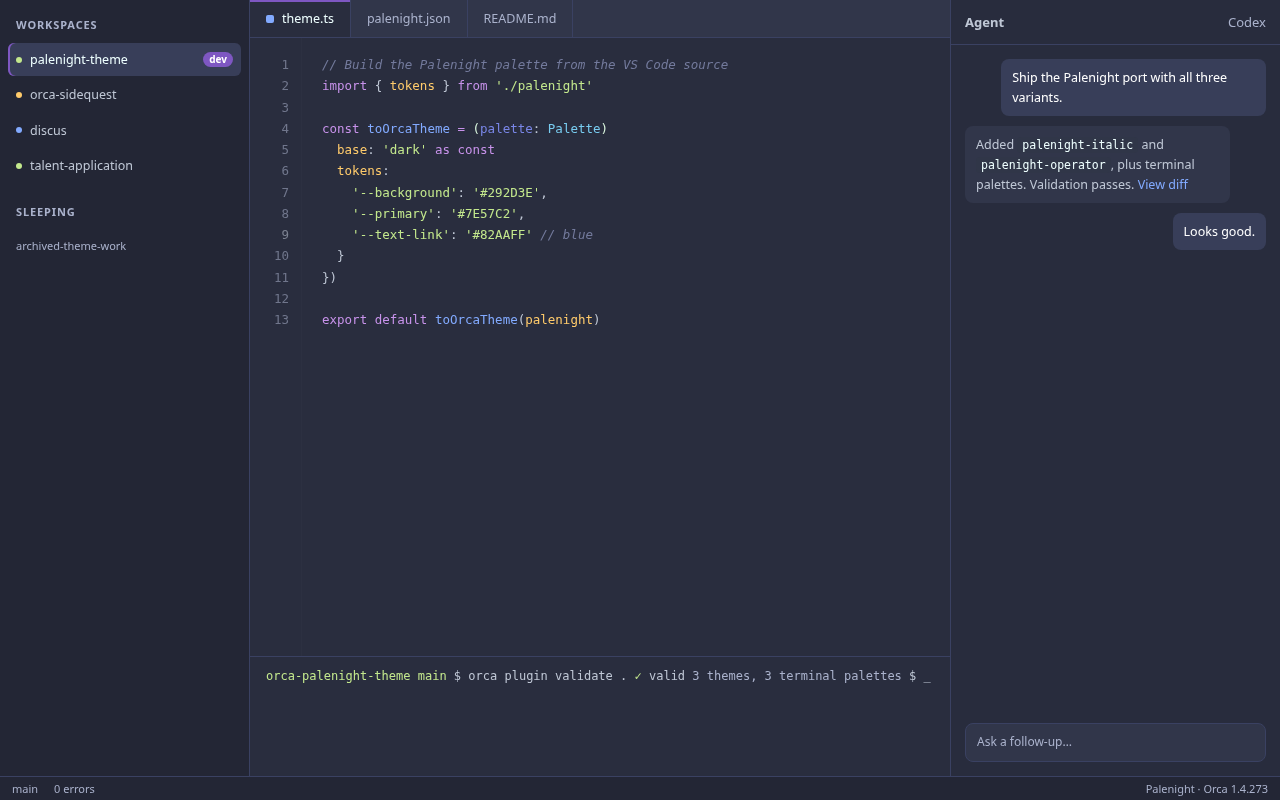 WORKSPACES
palenight-theme dev
orca-sidequest
discus
talent-application
SLEEPING
archived-theme-work
theme.ts palenight.json README.md
1 // Build the Palenight palette from the VS Code source
2 import { tokens } from './palenight'
3
4 const toOrcaTheme = (palette: Palette)
5 base: 'dark' as const
6 tokens:
7 '--background': '#292D3E',
8 '--primary': '#7E57C2',
9 '--text-link': '#82AAFF' // blue
10 }
11 })
12
13 export default toOrcaTheme(palenight)
orca-palenight-theme main $ orca plugin validate . ✓ valid 3 themes, 3 terminal palettes $ _
Agent Codex
Ship the Palenight port with all three
variants.
Added palenight-italic and
palenight-operator , plus terminal
palettes. Validation passes. View diff
Looks good.
Ask a follow-up...
main 0 errors
Palenight · Orca 1.4.273